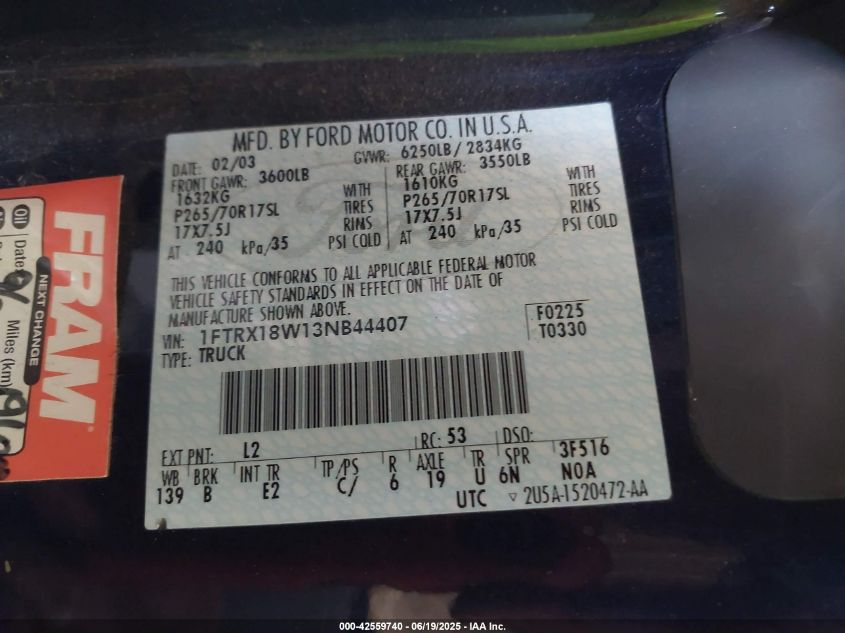 MFD. BY FORD MOTOR CO. IN U.S.A.
DATE: 02/03 GVWR: 6250LB/ 2834KG
FRONT GAWR: 3600LB REAR GAWR: 3550LB
1632KG WITH 1610KG WITH
P265/70R17SL TIRES P265/70R17SL TIRES
17X7.5J RIMS 17X7.5J RIMS
AT 240 kPa/35 PSI COLD AT 240 kPa/35 PSI COLD
THIS VEHICLE CONFORMS TO ALL APPLICABLE FEDERAL MOTOR
VEHICLE SAFETY STANDARDS IN EFFECT ON THE DATE OF
MANUFACTURE SHOWN ABOVE.
VIN: 1FTRX18W13NB44407 F0225
TYPE: TRUCK T0330
EXT PNT: L2 RC: 53 DSO: 3F516
WB BRK INT TR TP/PS R AXLE TR SPR NOA
139 B E2 C/ 6 19 U 6N
UTC ▽ 2U5A-1520472-AA
FRAM
NEXT CHANGE
Oil
Date
Miles (km)
000-42559740 - 06/19/2025 - IAA Inc.